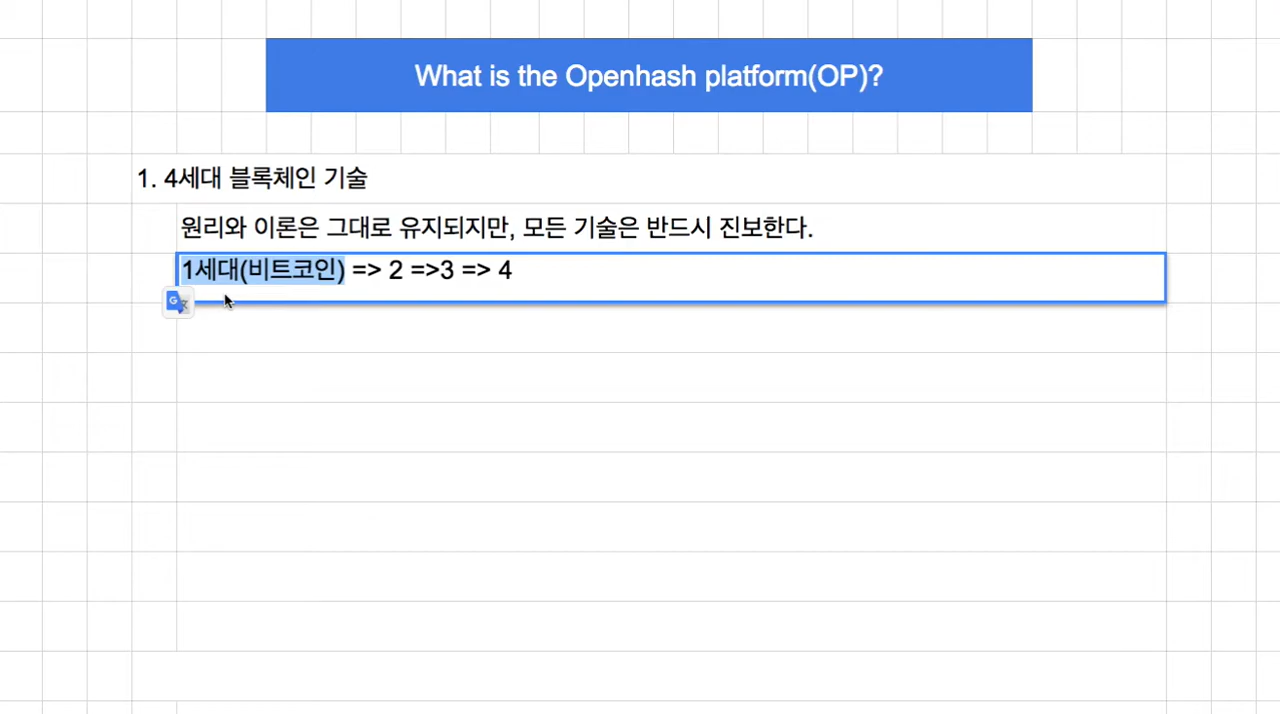 What is the Openhash platform(OP)?
1. 4세대 블록체인 기술
원리와 이론은 그대로 유지되지만, 모든 기술은 반드시 진보한다.
1세대(비트코인) => 2 =>3 => 4